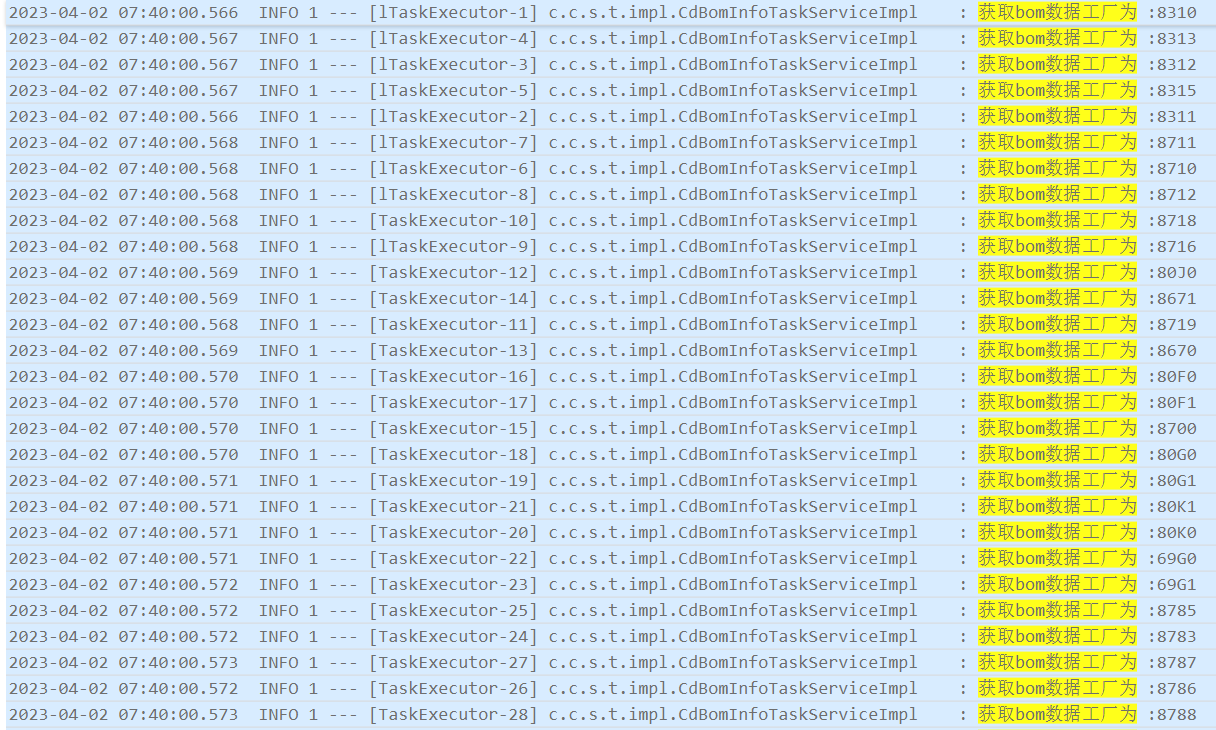 2023-04-02 07:40:00.566  INFO 1 --- [lTaskExecutor-1] c.c.s.t.impl.CdBomInfoTaskServiceImpl    : 获取bom数据工厂为 :8310
2023-04-02 07:40:00.567  INFO 1 --- [lTaskExecutor-4] c.c.s.t.impl.CdBomInfoTaskServiceImpl    : 获取bom数据工厂为 :8313
2023-04-02 07:40:00.567  INFO 1 --- [lTaskExecutor-3] c.c.s.t.impl.CdBomInfoTaskServiceImpl    : 获取bom数据工厂为 :8312
2023-04-02 07:40:00.567  INFO 1 --- [lTaskExecutor-5] c.c.s.t.impl.CdBomInfoTaskServiceImpl    : 获取bom数据工厂为 :8315
2023-04-02 07:40:00.566  INFO 1 --- [lTaskExecutor-2] c.c.s.t.impl.CdBomInfoTaskServiceImpl    : 获取bom数据工厂为 :8311
2023-04-02 07:40:00.568  INFO 1 --- [lTaskExecutor-7] c.c.s.t.impl.CdBomInfoTaskServiceImpl    : 获取bom数据工厂为 :8711
2023-04-02 07:40:00.568  INFO 1 --- [lTaskExecutor-6] c.c.s.t.impl.CdBomInfoTaskServiceImpl    : 获取bom数据工厂为 :8710
2023-04-02 07:40:00.568  INFO 1 --- [lTaskExecutor-8] c.c.s.t.impl.CdBomInfoTaskServiceImpl    : 获取bom数据工厂为 :8712
2023-04-02 07:40:00.568  INFO 1 --- [TaskExecutor-10] c.c.s.t.impl.CdBomInfoTaskServiceImpl    : 获取bom数据工厂为 :8718
2023-04-02 07:40:00.568  INFO 1 --- [lTaskExecutor-9] c.c.s.t.impl.CdBomInfoTaskServiceImpl    : 获取bom数据工厂为 :8716
2023-04-02 07:40:00.569  INFO 1 --- [TaskExecutor-12] c.c.s.t.impl.CdBomInfoTaskServiceImpl    : 获取bom数据工厂为 :80J0
2023-04-02 07:40:00.569  INFO 1 --- [TaskExecutor-14] c.c.s.t.impl.CdBomInfoTaskServiceImpl    : 获取bom数据工厂为 :8671
2023-04-02 07:40:00.568  INFO 1 --- [TaskExecutor-11] c.c.s.t.impl.CdBomInfoTaskServiceImpl    : 获取bom数据工厂为 :8719
2023-04-02 07:40:00.569  INFO 1 --- [TaskExecutor-13] c.c.s.t.impl.CdBomInfoTaskServiceImpl    : 获取bom数据工厂为 :8670
2023-04-02 07:40:00.570  INFO 1 --- [TaskExecutor-16] c.c.s.t.impl.CdBomInfoTaskServiceImpl    : 获取bom数据工厂为 :80F0
2023-04-02 07:40:00.570  INFO 1 --- [TaskExecutor-17] c.c.s.t.impl.CdBomInfoTaskServiceImpl    : 获取bom数据工厂为 :80F1
2023-04-02 07:40:00.570  INFO 1 --- [TaskExecutor-15] c.c.s.t.impl.CdBomInfoTaskServiceImpl    : 获取bom数据工厂为 :8700
2023-04-02 07:40:00.570  INFO 1 --- [TaskExecutor-18] c.c.s.t.impl.CdBomInfoTaskServiceImpl    : 获取bom数据工厂为 :80G0
2023-04-02 07:40:00.571  INFO 1 --- [TaskExecutor-19] c.c.s.t.impl.CdBomInfoTaskServiceImpl    : 获取bom数据工厂为 :80G1
2023-04-02 07:40:00.571  INFO 1 --- [TaskExecutor-21] c.c.s.t.impl.CdBomInfoTaskServiceImpl    : 获取bom数据工厂为 :80K1
2023-04-02 07:40:00.571  INFO 1 --- [TaskExecutor-20] c.c.s.t.impl.CdBomInfoTaskServiceImpl    : 获取bom数据工厂为 :80K0
2023-04-02 07:40:00.571  INFO 1 --- [TaskExecutor-22] c.c.s.t.impl.CdBomInfoTaskServiceImpl    : 获取bom数据工厂为 :69G0
2023-04-02 07:40:00.572  INFO 1 --- [TaskExecutor-23] c.c.s.t.impl.CdBomInfoTaskServiceImpl    : 获取bom数据工厂为 :69G1
2023-04-02 07:40:00.572  INFO 1 --- [TaskExecutor-25] c.c.s.t.impl.CdBomInfoTaskServiceImpl    : 获取bom数据工厂为 :8785
2023-04-02 07:40:00.572  INFO 1 --- [TaskExecutor-24] c.c.s.t.impl.CdBomInfoTaskServiceImpl    : 获取bom数据工厂为 :8783
2023-04-02 07:40:00.573  INFO 1 --- [TaskExecutor-27] c.c.s.t.impl.CdBomInfoTaskServiceImpl    : 获取bom数据工厂为 :8787
2023-04-02 07:40:00.572  INFO 1 --- [TaskExecutor-26] c.c.s.t.impl.CdBomInfoTaskServiceImpl    : 获取bom数据工厂为 :8786
2023-04-02 07:40:00.573  INFO 1 --- [TaskExecutor-28] c.c.s.t.impl.CdBomInfoTaskServiceImpl    : 获取bom数据工厂为 :8788